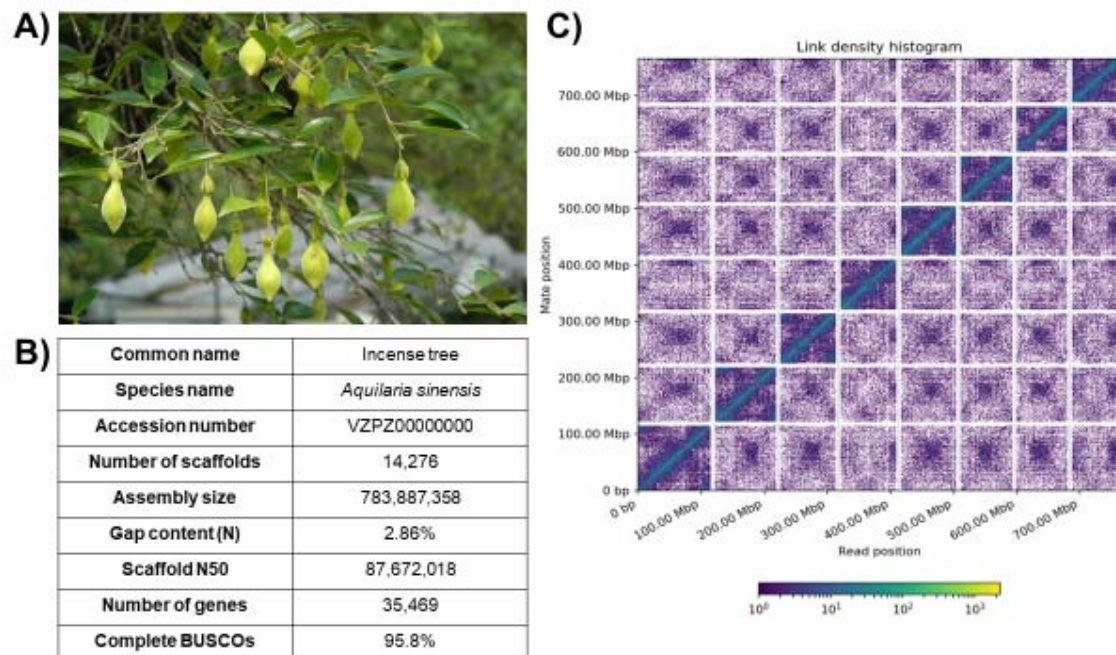 A)
B)
Common name Incense tree
Species name Aquilaria sinensis
Accession number VZPZ00000000
Number of scaffolds 14,276
Assembly size 783,887,358
Gap content (N) 2.86%
Scaffold N50 87,672,018
Number of genes 35,469
Complete BUSCOs 95.8%
C)
Link density histogram
Mate position
700.00 Mbp
600.00 Mbp
500.00 Mbp
400.00 Mbp
300.00 Mbp
200.00 Mbp
100.00 Mbp
0 bp
0 bp
100.00 Mbp
200.00 Mbp
300.00 Mbp
400.00 Mbp
500.00 Mbp
600.00 Mbp
700.00 Mbp
Read position
10⁰ 10¹ 10² 10³